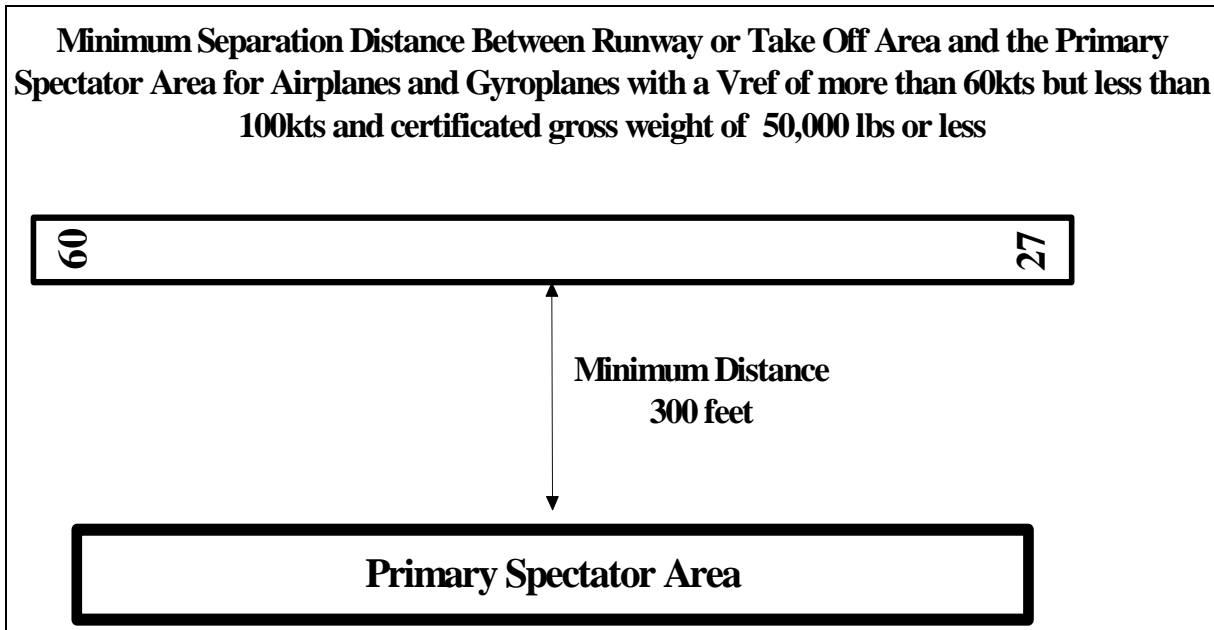 Minimum Separation Distance Between Runway or Take Off Area and the Primary
Spectator Area for Airplanes and Gyroplanes with a Vref of more than 60kts but less than
100kts and certificated gross weight of 50,000 lbs or less
09
27
Minimum Distance
300 feet
Primary Spectator Area